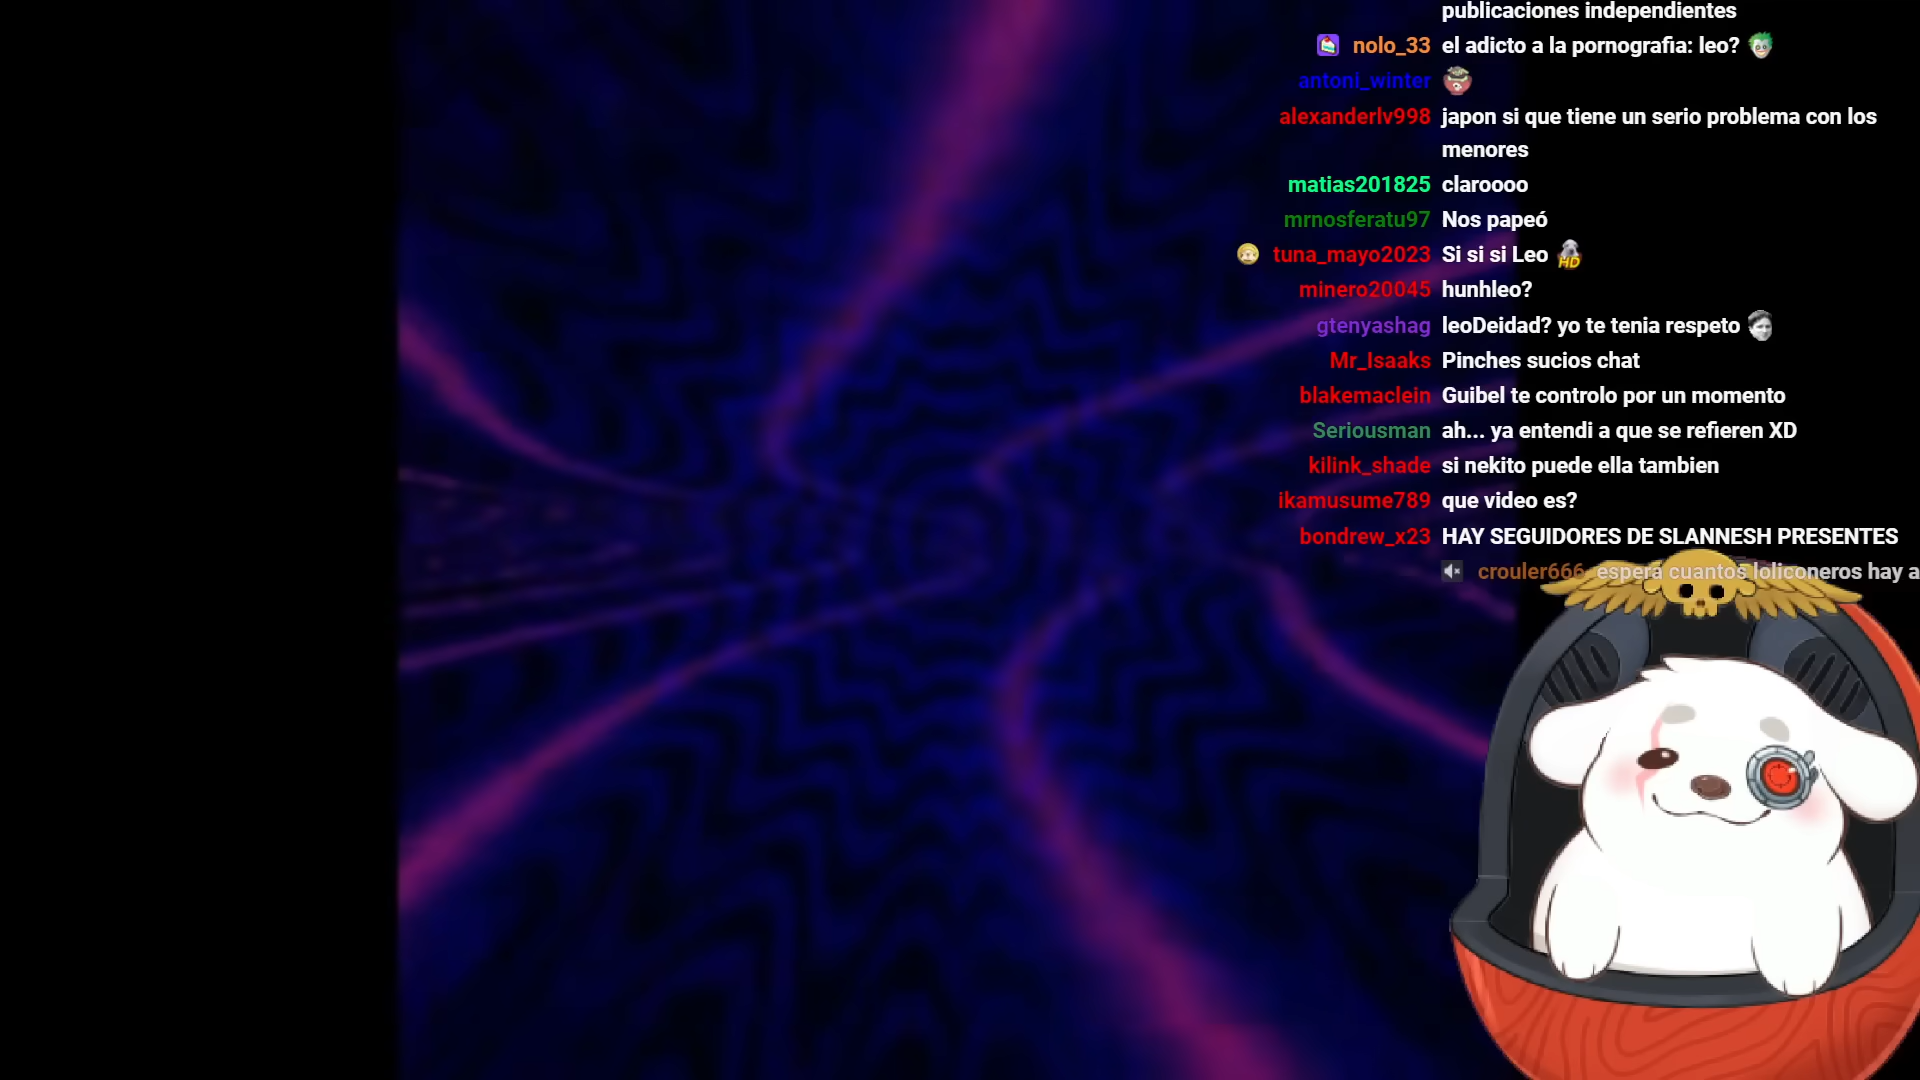 publicaciones independientes
nolo_33 el adicto a la pornografia: leo?
antoni_winter
alexanderlv998 japon si que tiene un serio problema con los
menores
matias201825 claroooo
mrnosferatu97 Nos papeó
tuna_mayo2023 Si si si Leo HD
minero20045 hunhleo?
gtenyashag leoDeidad? yo te tenia respeto
Mr_Isaaks Pinches sucios chat
blakemaclein Guibel te controlo por un momento
Seriousman ah... ya entendi a que se refieren XD
kilink_shade si nekito puede ella tambien
ikamusume789 que video es?
bondrew_x23 HAY SEGUIDORES DE SLANNESH PRESENTES
crouler666 espera cuantos loliconeros hay a